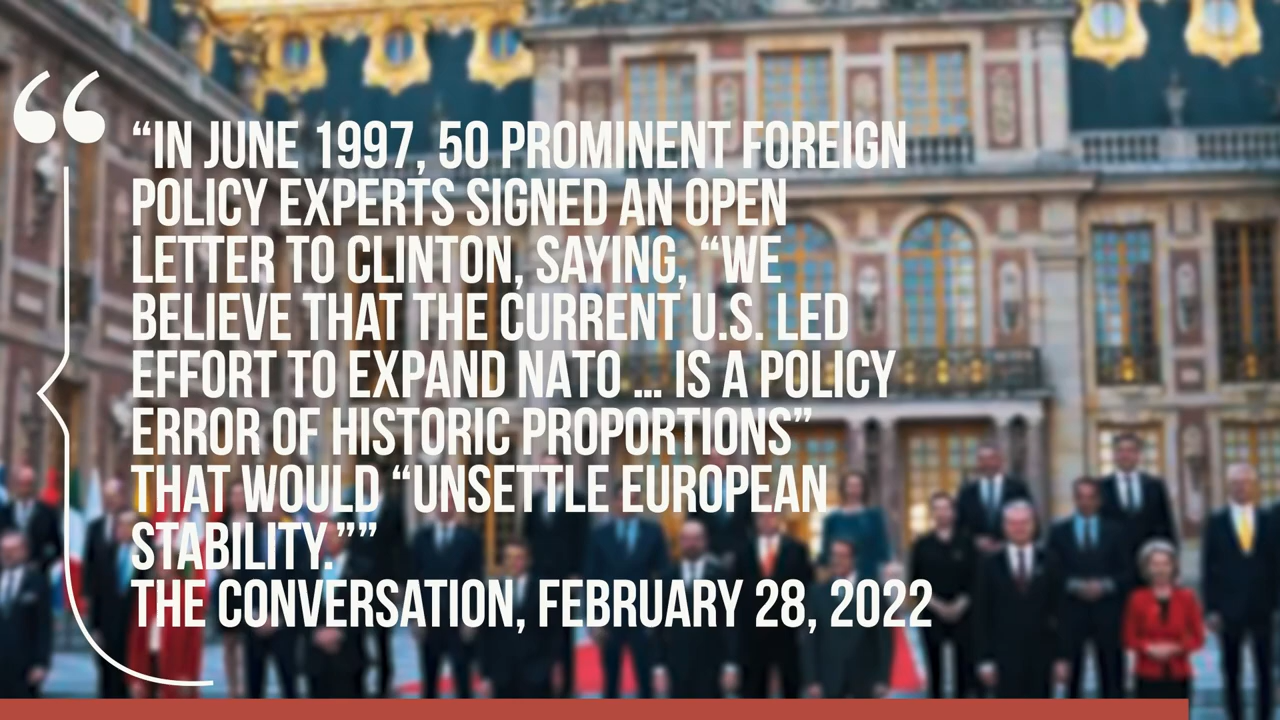 “
“IN JUNE 1997, 50 PROMINENT FOREIGN
POLICY EXPERTS SIGNED AN OPEN
LETTER TO CLINTON, SAYING, “WE
BELIEVE THAT THE CURRENT U.S. LED
EFFORT TO EXPAND NATO ... IS A POLICY
ERROR OF HISTORIC PROPORTIONS”
THAT WOULD “UNSETTLE EUROPEAN
STABILITY.””
THE CONVERSATION, FEBRUARY 28, 2022